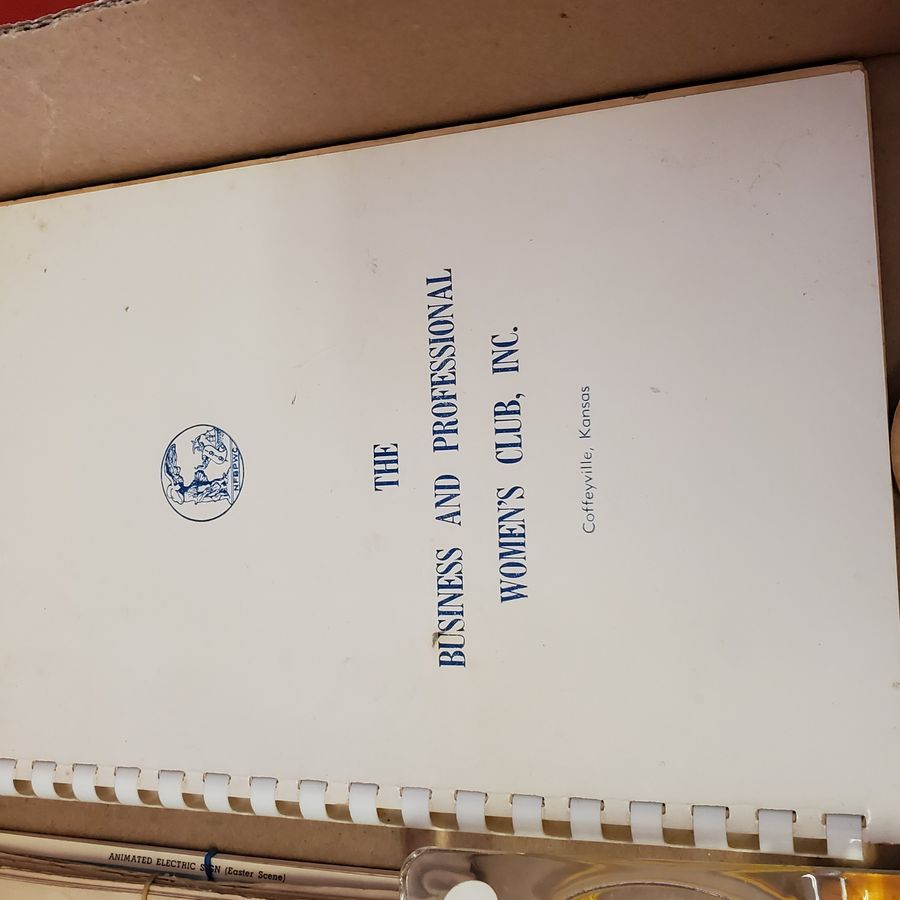 NFBPWC
THE
BUSINESS AND PROFESSIONAL
WOMEN'S CLUB, INC.
Coffeyville, Kansas
ANIMATED ELECTRIC SIGN (Easter Scene)